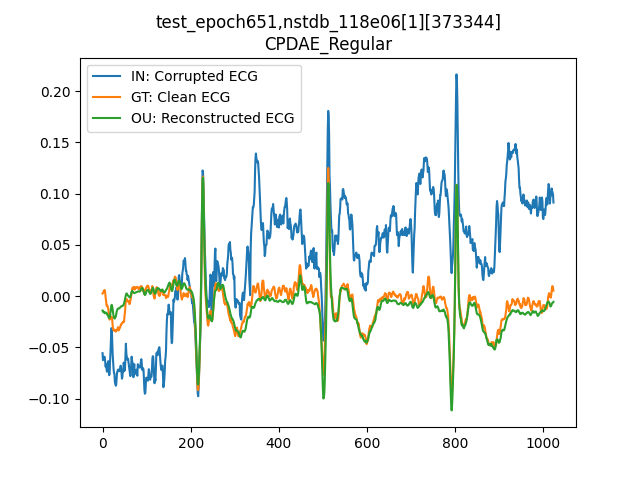 test_epoch651,nstdb_118e06[1][373344]
CPDAE_Regular
IN: Corrupted ECG
GT: Clean ECG
OU: Reconstructed ECG
0.20
0.15
0.10
0.05
0.00
−0.05
−0.10
0 200 400 600 800 1000